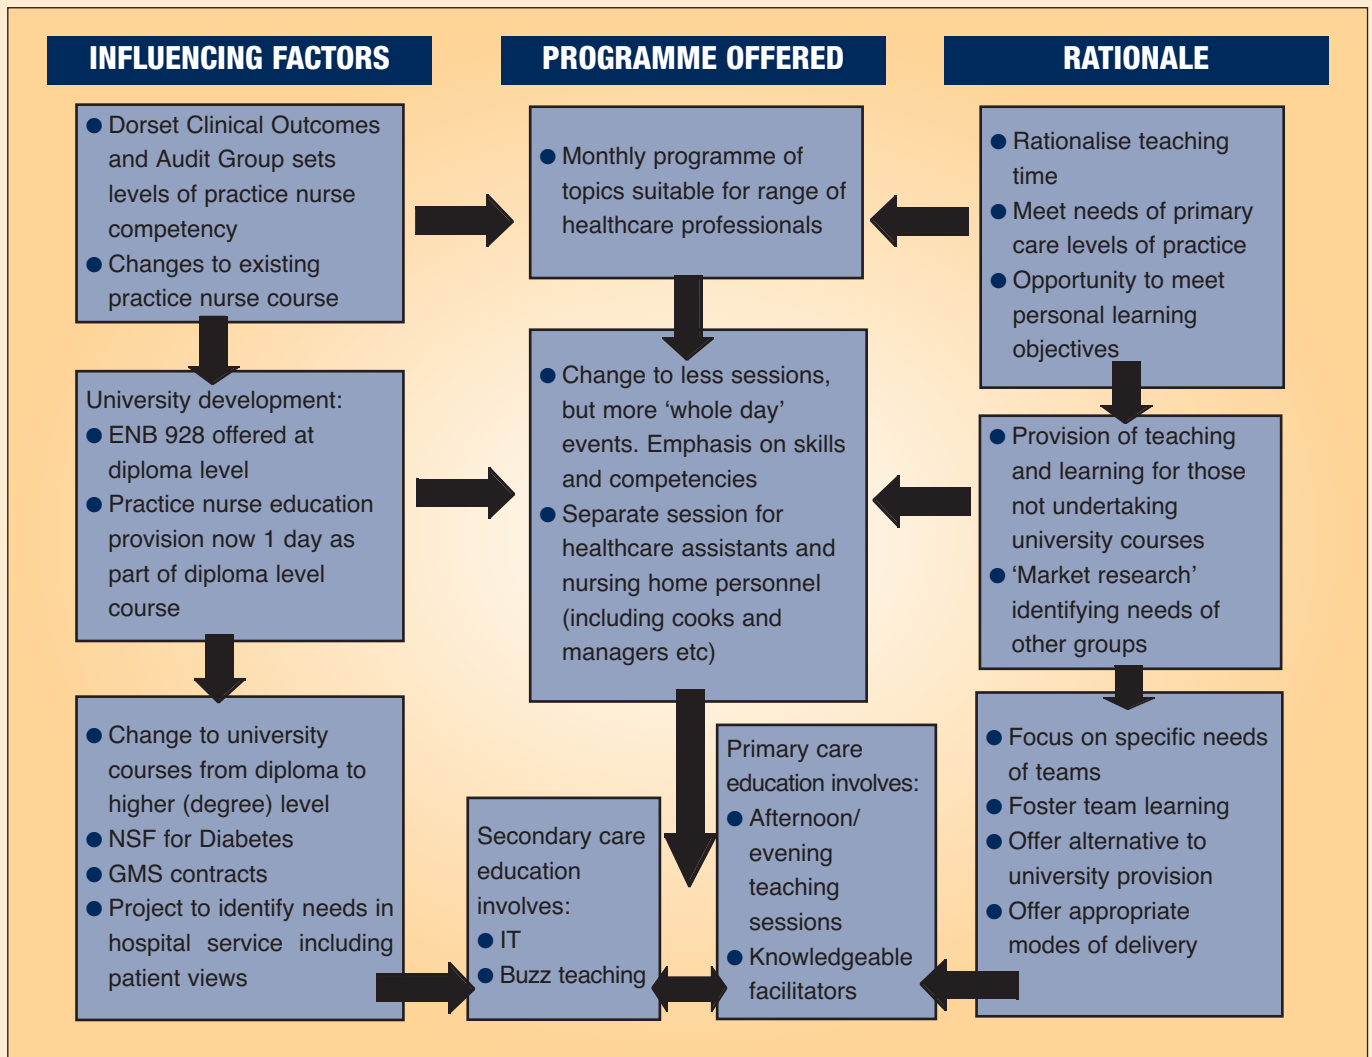 INFLUENCING FACTORS
● Dorset Clinical Outcomes
and Audit Group sets
levels of practice nurse
competency
● Changes to existing
practice nurse course
University development:
● ENB 928 offered at
diploma level
● Practice nurse education
provision now 1 day as
part of diploma level
course
● Change to university
courses from diploma to
higher (degree) level
● NSF for Diabetes
● GMS contracts
● Project to identify needs in
hospital service including
patient views
PROGRAMME OFFERED
● Monthly programme of
topics suitable for range of
healthcare professionals
● Change to less sessions,
but more ‘whole day’
events. Emphasis on skills
and competencies
● Separate session for
healthcare assistants and
nursing home personnel
(including cooks and
managers etc)
Secondary care
education
involves:
● IT
● Buzz teaching
Primary care
education involves:
● Afternoon/
evening
teaching
sessions
● Knowledgeable
facilitators
RATIONALE
● Rationalise teaching
time
● Meet needs of primary
care levels of practice
● Opportunity to meet
personal learning
objectives
● Provision of teaching
and learning for those
not undertaking
university courses
● ‘Market research’
identifying needs of
other groups
● Focus on specific needs
of teams
● Foster team learning
● Offer alternative to
university provision
● Offer appropriate
modes of delivery